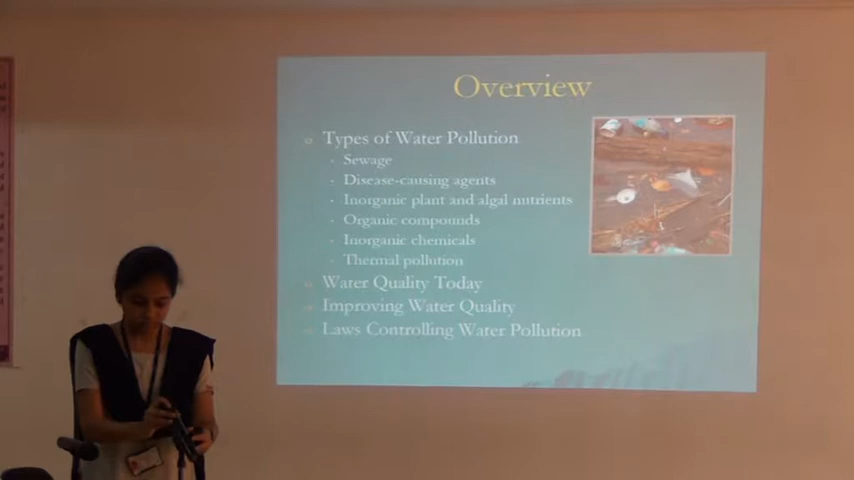 Overview
Types of Water Pollution
Sewage
Disease-causing agents
Inorganic plant and algal nutrients
Organic compounds
Inorganic chemicals
Thermal pollution
Water Quality Today
Improving Water Quality
Laws Controlling Water Pollution